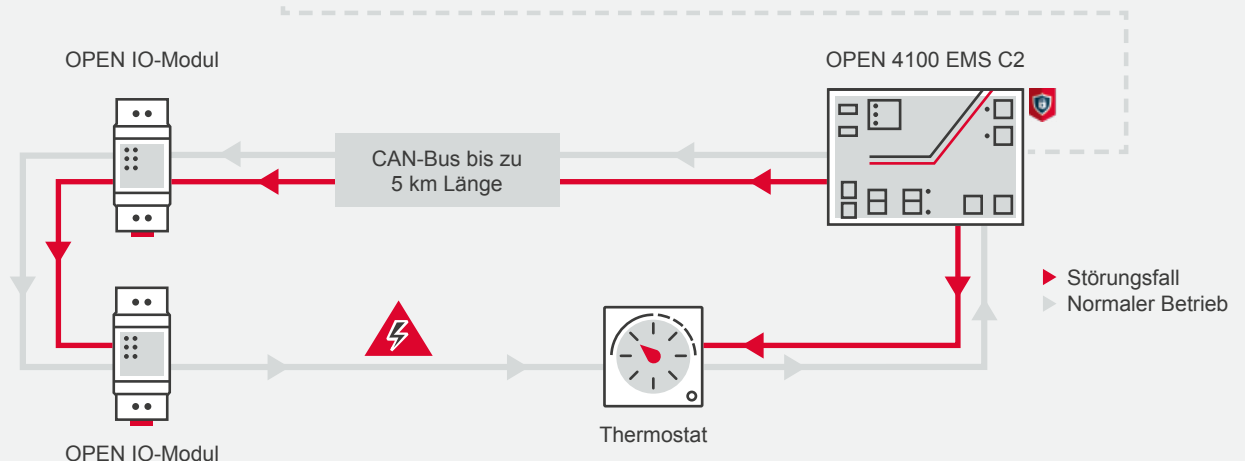 OPEN IO-Modul
OPEN 4100 EMS C2
CAN-Bus bis zu
5 km Länge
Störungsfall
Normaler Betrieb
Thermostat
OPEN IO-Modul